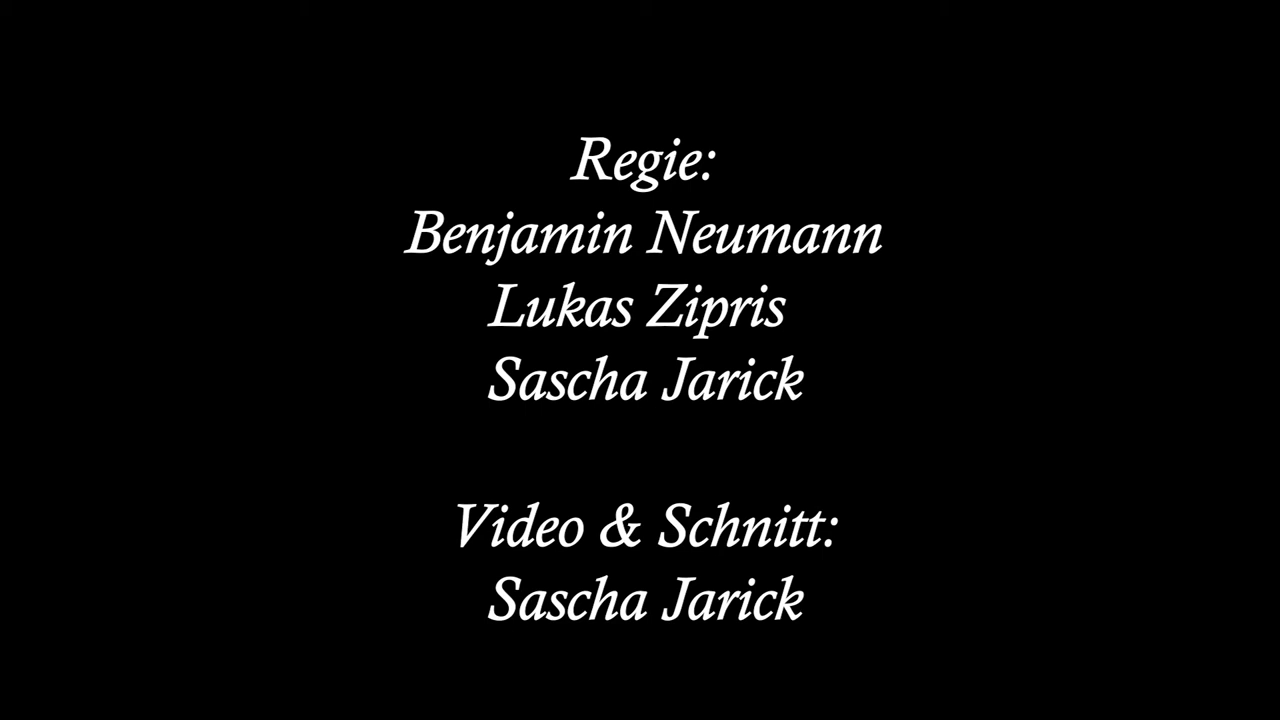 Regie:
Benjamin Neumann
Lukas Zipris
Sascha Jarick
Video & Schnitt:
Sascha Jarick